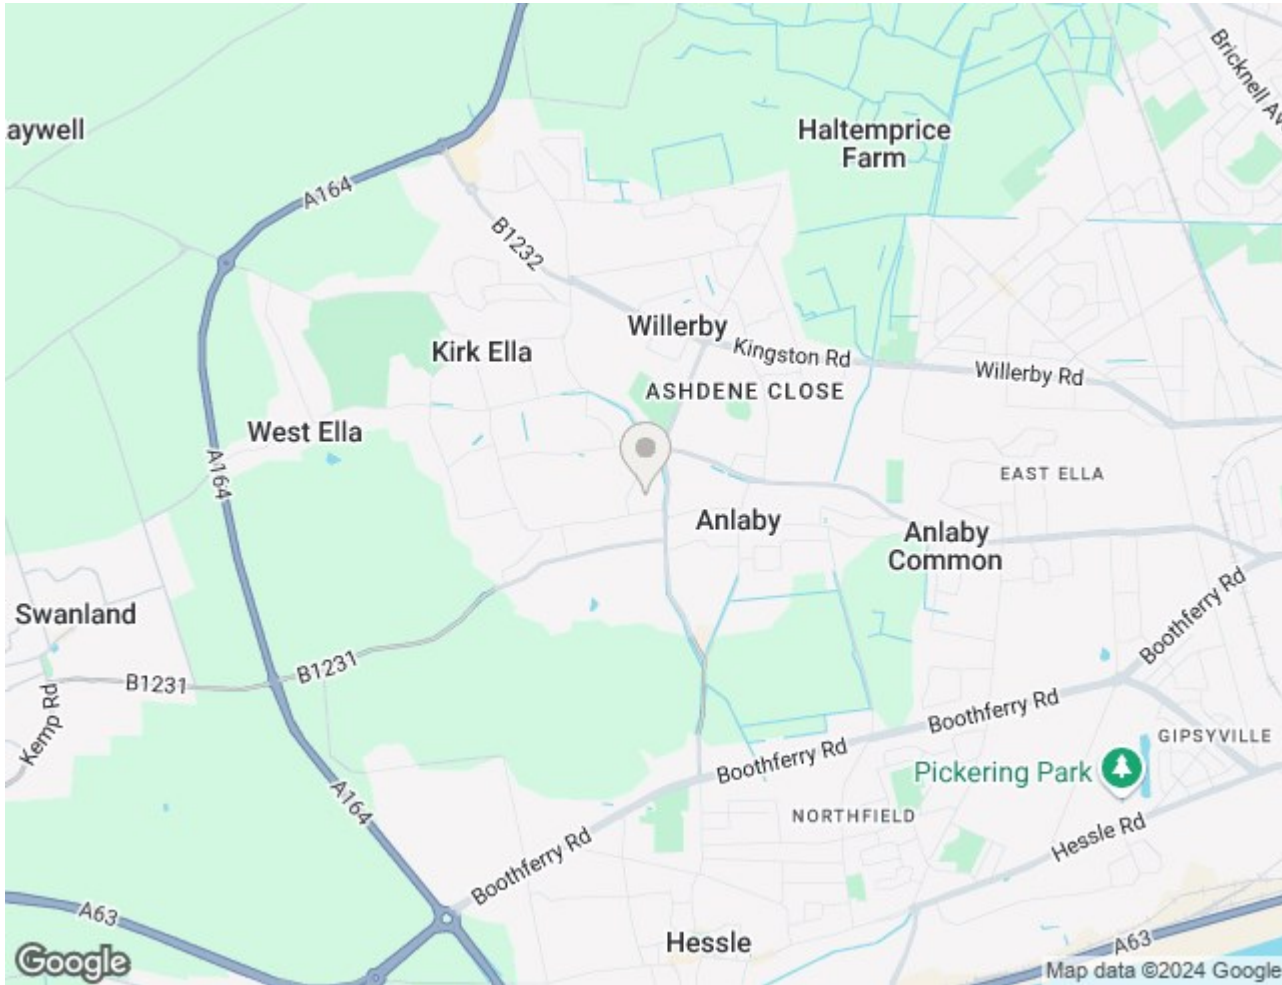 Bricknell Av
aywell
Haltemprice
Farm
A164
B1232
Willerby
Kirk Ella
Kingston Rd
Willerby Rd
ASHDENE CLOSE
West Ella
A164
EAST ELLA
Anlaby
Anlaby
Common
Swanland
Boothferry Rd
B1231
B1231
Kemp Rd
Boothferry Rd
Boothferry Rd
GIPSYVILLE
Pickering Park
A164
NORTHFIELD
Hessle Rd
Boothferry Rd
A63
Hessle
A63
Google
Map data ©2024 Google